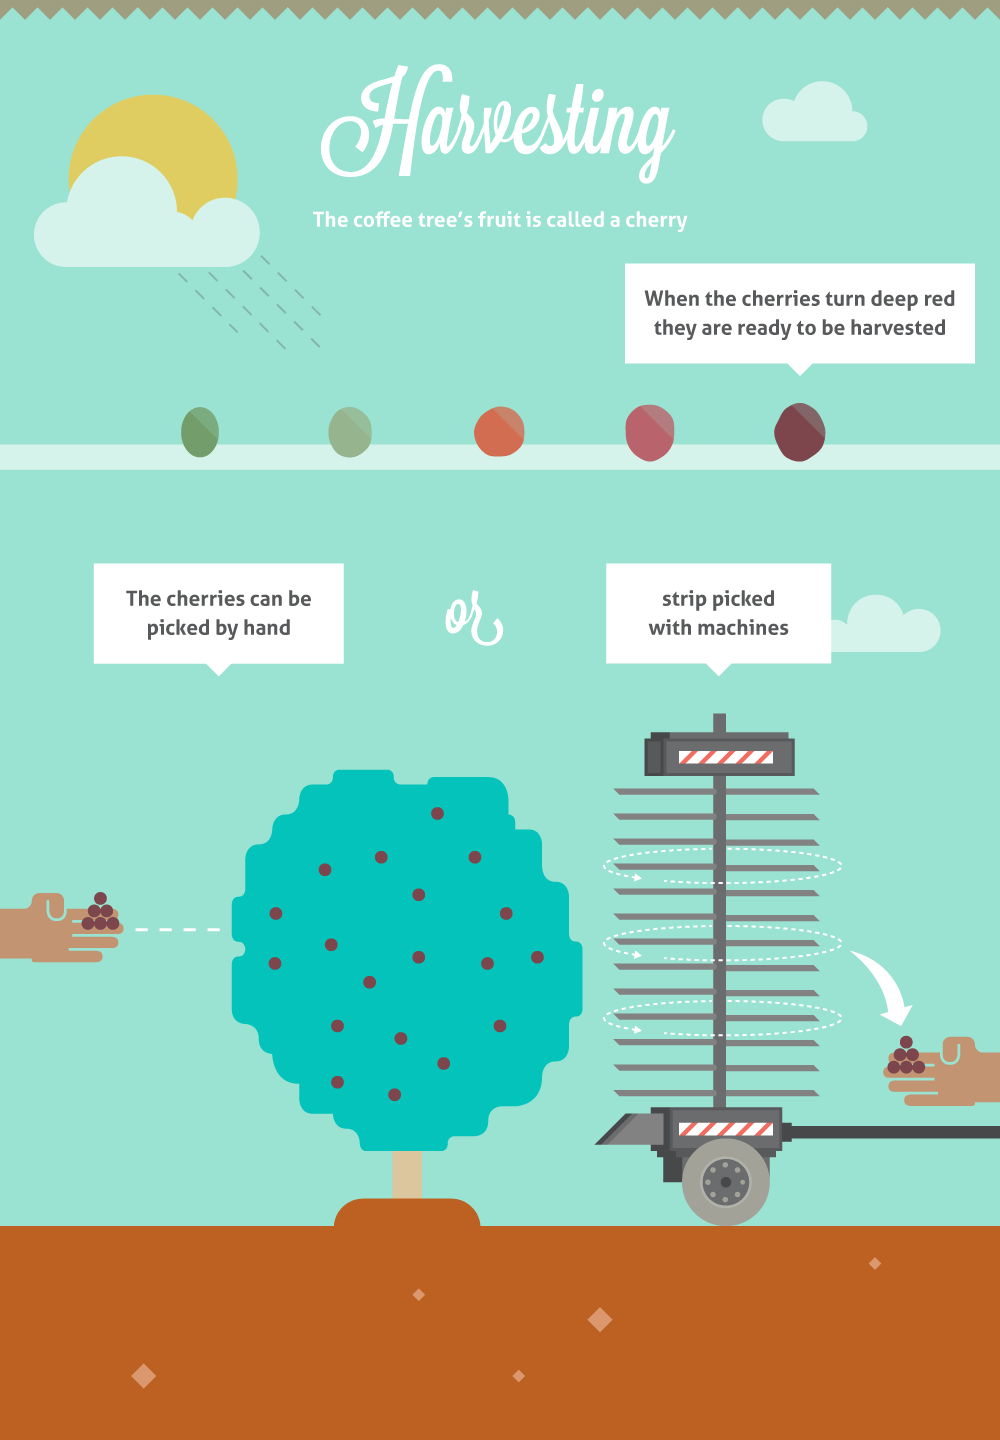 Harvesting
The coffee tree's fruit is called a cherry
When the cherries turn deep red
they are ready to be harvested
The cherries can be
picked by hand
or
strip picked
with machines